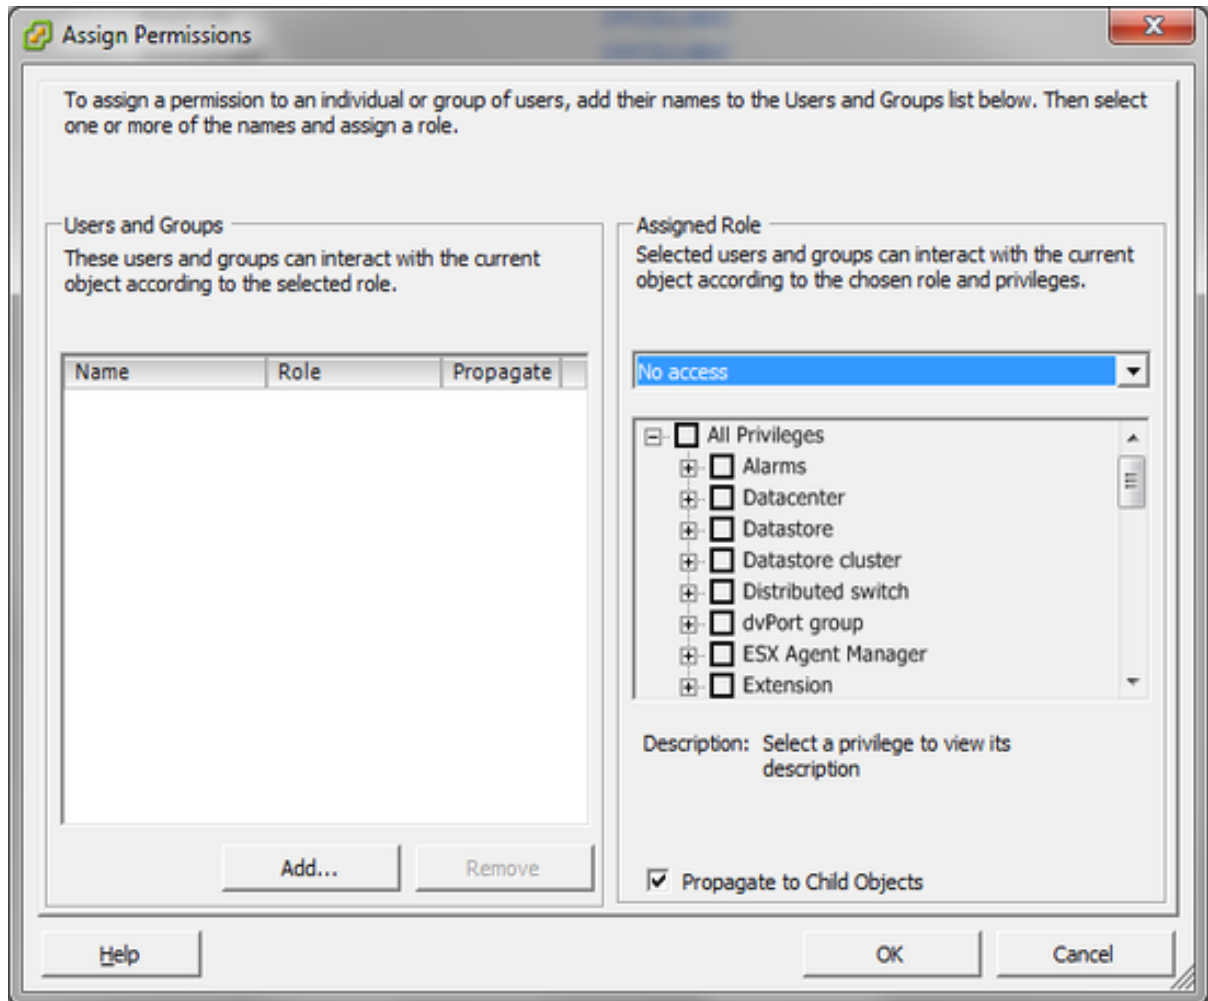 Assign Permissions
To assign a permission to an individual or group of users, add their names to the Users and Groups list below. Then select
one or more of the names and assign a role.
Users and Groups
These users and groups can interact with the current
object according to the selected role.
Name Role Propagate
Add...
Remove
Assigned Role
Selected users and groups can interact with the current
object according to the chosen role and privileges.
No access
All Privileges
Alarms
Datacenter
Datastore
Datastore cluster
Distributed switch
dvPort group
ESX Agent Manager
Extension
Description: Select a privilege to view its
description
Propagate to Child Objects
Help
OK
Cancel